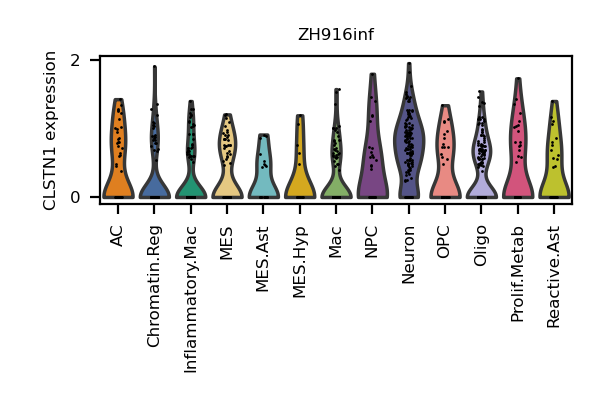 ZH916inf
CLSTN1 expression
2
0
AC
Chromatin.Reg
Inflammatory.Mac
MES
MES.Ast
MES.Hyp
Mac
NPC
Neuron
OPC
Oligo
Prolif.Metab
Reactive.Ast